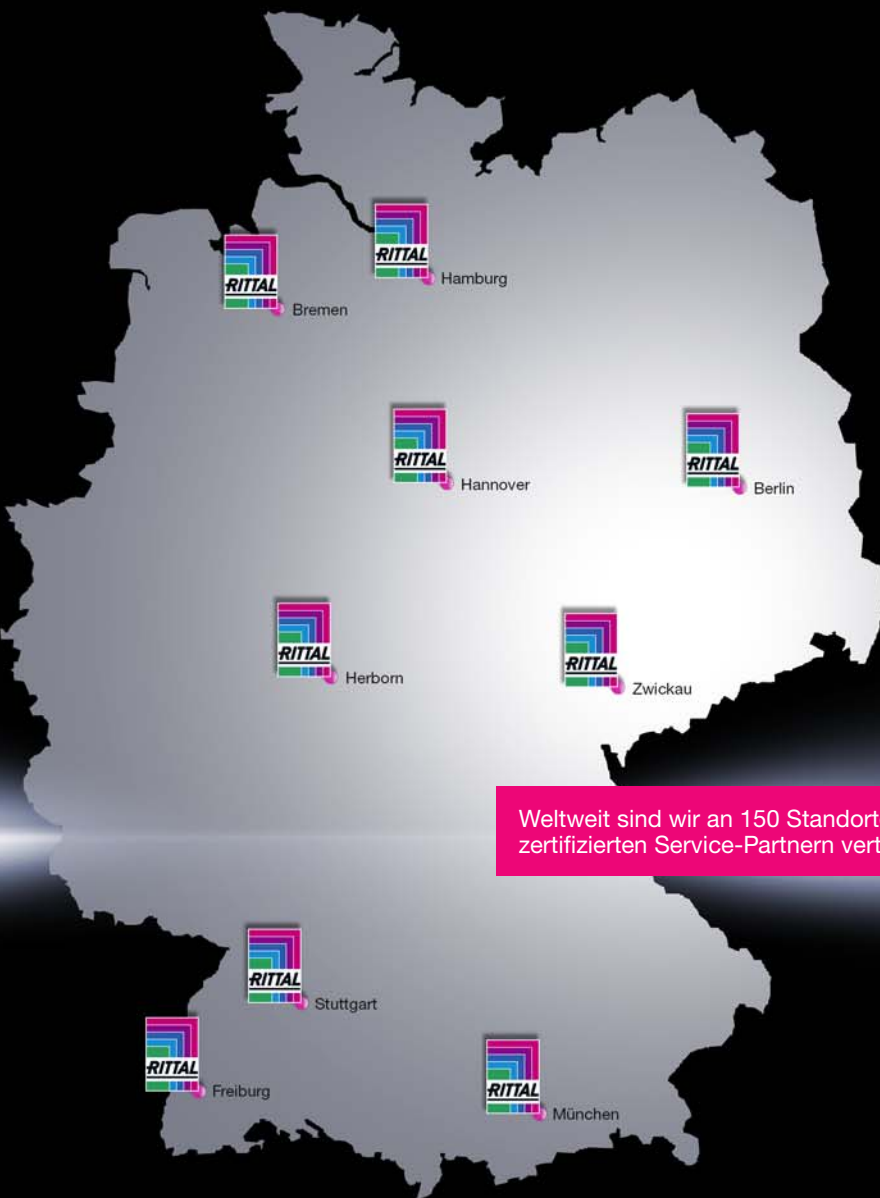 RITTAL
Hamburg
RITTAL
Bremen
RITTAL
Hannover
RITTAL
Berlin
RITTAL
Herborn
RITTAL
Zwickau
Weltweit sind wir an 150 Standort
zertifizierten Service-Partnern vert
RITTAL
Stuttgart
RITTAL
Freiburg
RITTAL
München